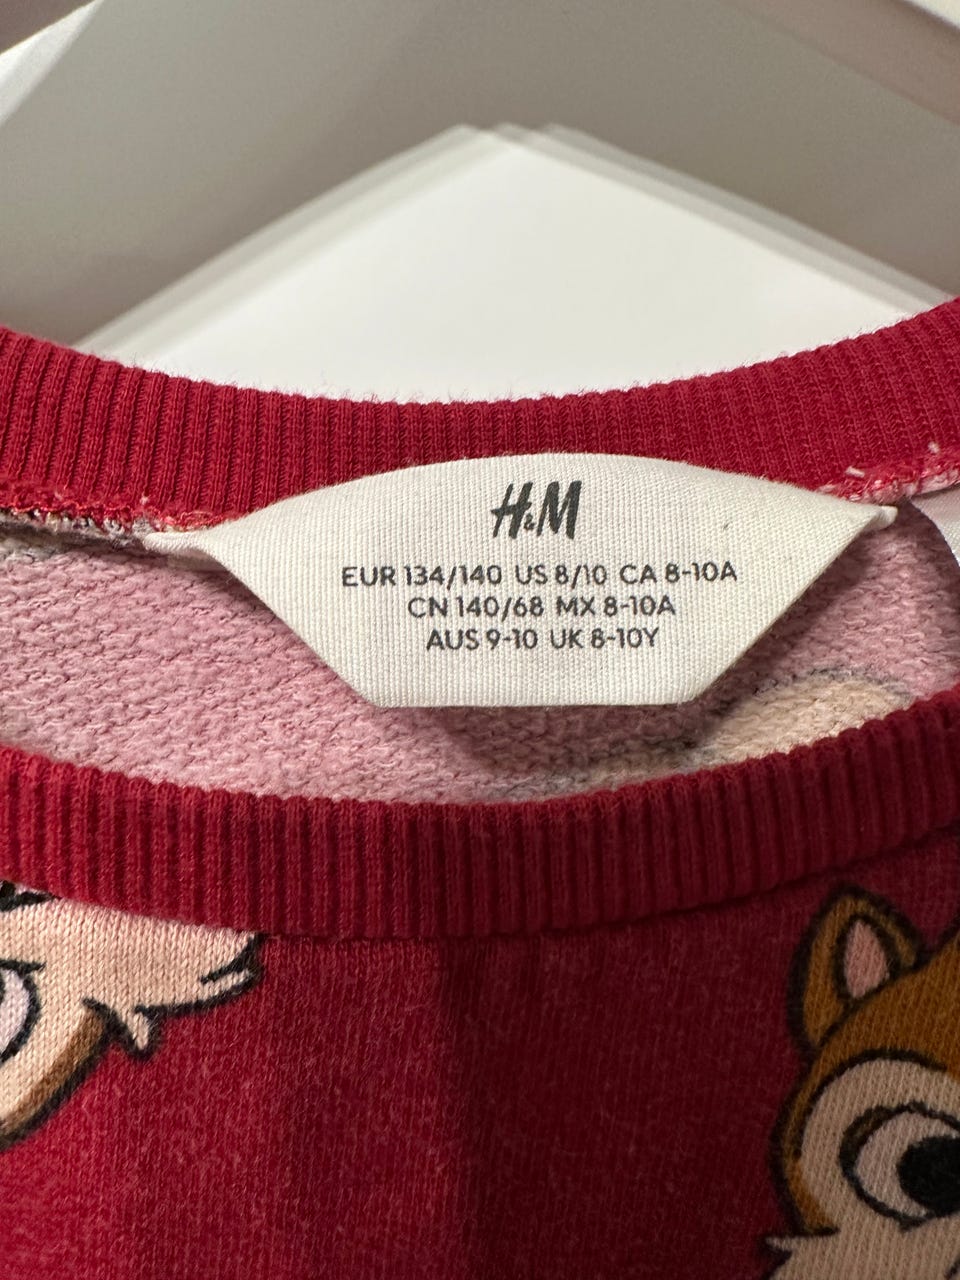 H&M
EUR 134/140 US 8/10 CA 8-10A
CN 140/68 MX 8-10A
AUS 9-10 UK 8-10Y